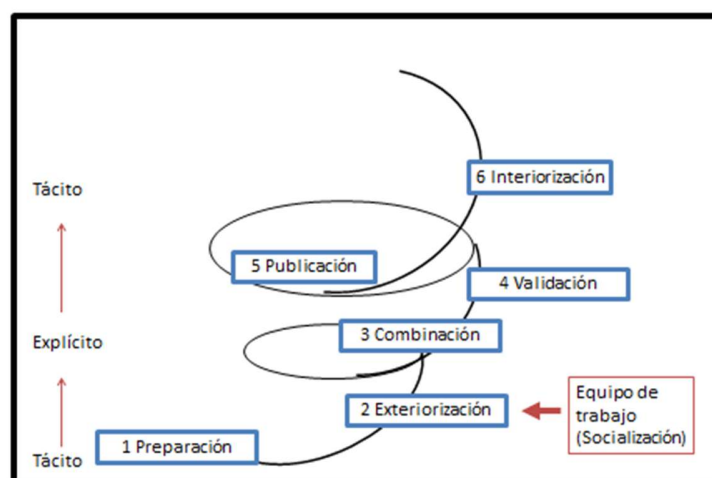 6 Interiorización
Tácito
5 Publicación
4 Validación
3 Combinación
Explícito
2 Exteriorización
Equipo de
trabajo
(Socialización)
1 Preparación
Tácito